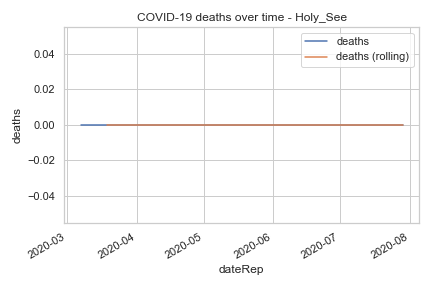 COVID-19 deaths over time - Holy_See
deaths
deaths (rolling)
0.04
0.02
0.00
−0.02
−0.04
deaths
2020-03
2020-04
2020-05
2020-06
2020-07
2020-08
dateRep